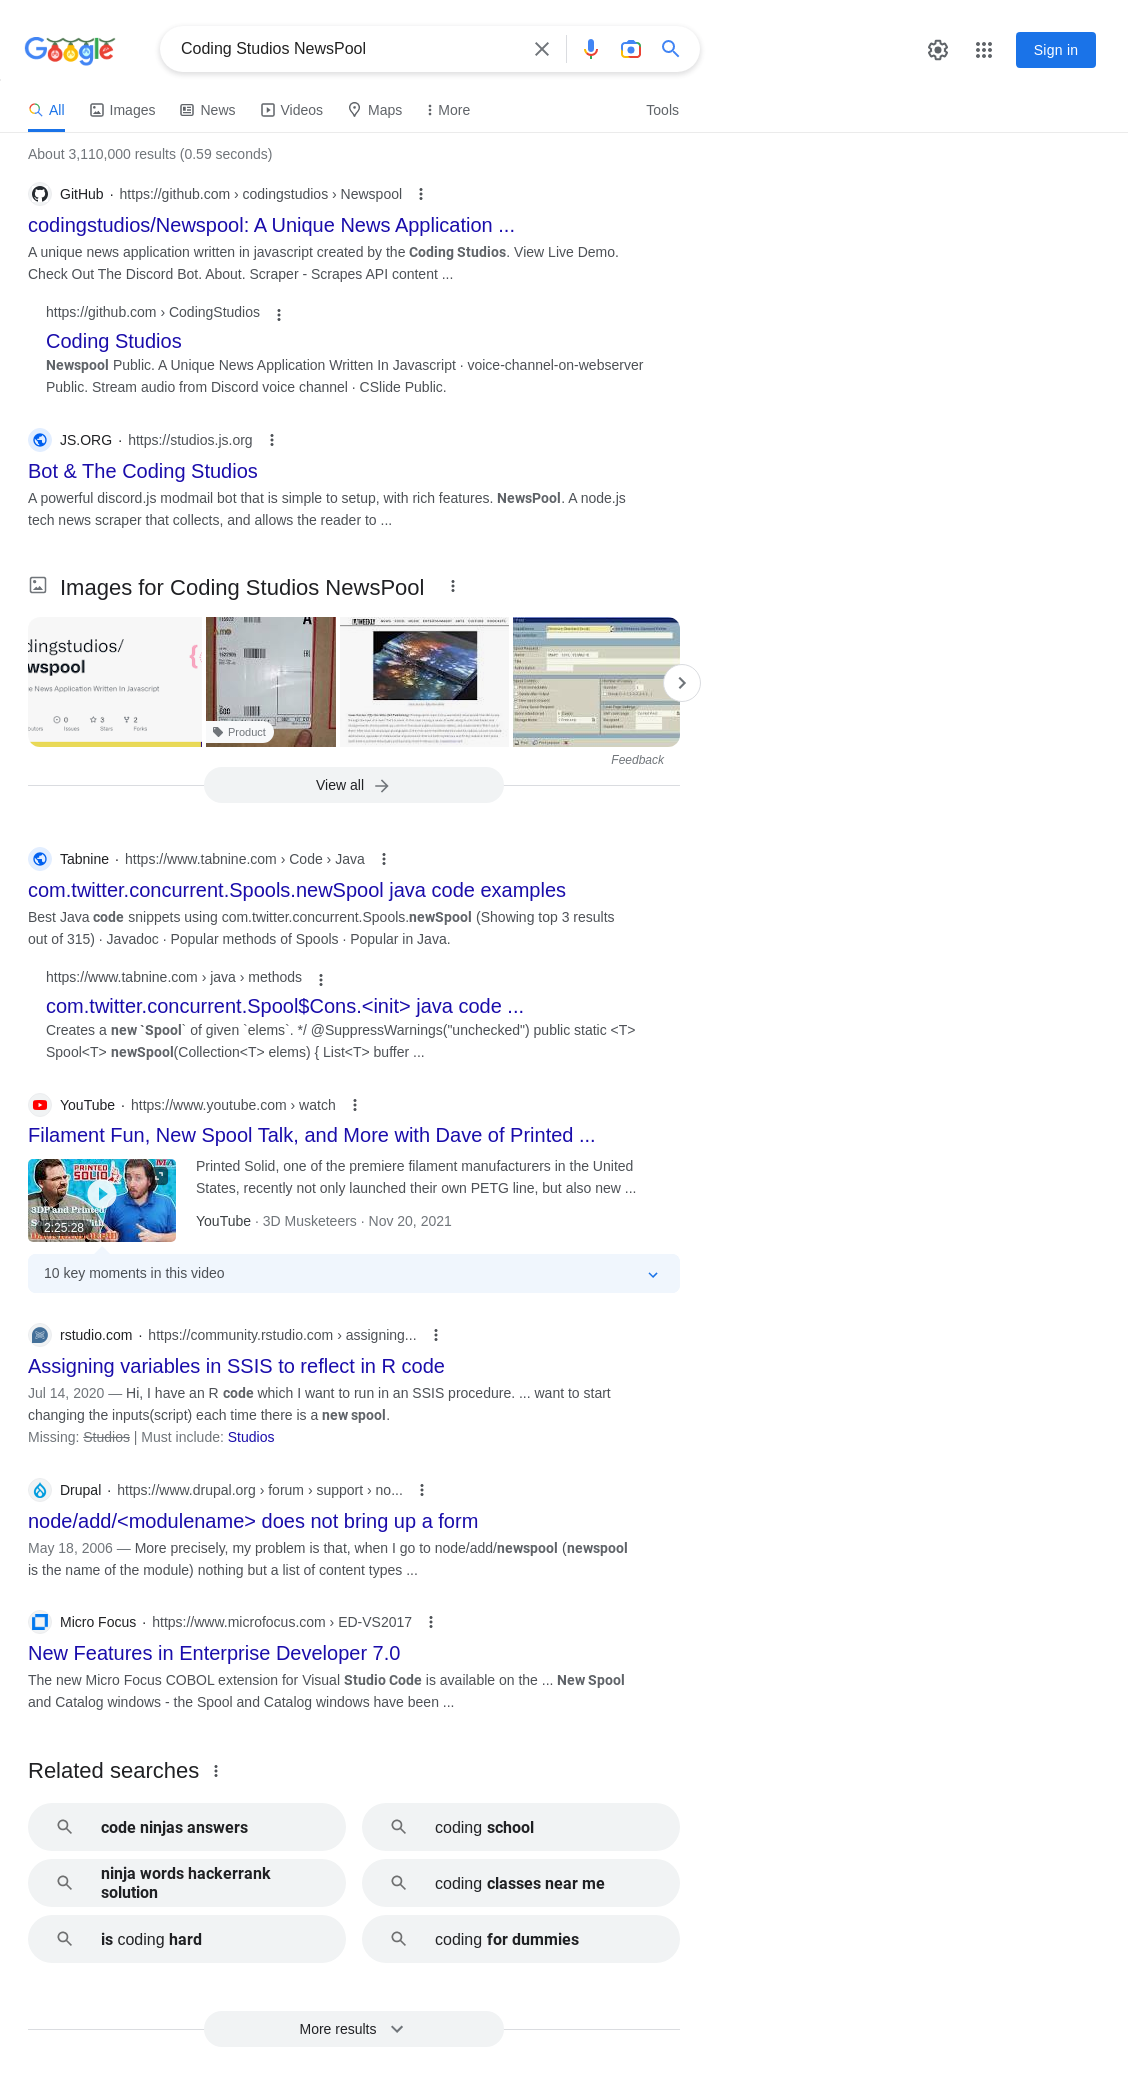 Google
Coding Studios NewsPool
Sign in
All
Images
News
Videos
Maps
More
Tools
About 3,110,000 results (0.59 seconds)
GitHub · https://github.com › codingstudios › Newspool
codingstudios/Newspool: A Unique News Application ...
A unique news application written in javascript created by the Coding Studios. View Live Demo.
Check Out The Discord Bot. About. Scraper - Scrapes API content ...
https://github.com › CodingStudios
Coding Studios
Newspool Public. A Unique News Application Written In Javascript · voice-channel-on-webserver
Public. Stream audio from Discord voice channel · CSlide Public.
JS.ORG · https://studios.js.org
Bot & The Coding Studios
A powerful discord.js modmail bot that is simple to setup, with rich features. NewsPool. A node.js
tech news scraper that collects, and allows the reader to ...
Images for Coding Studios NewsPool
dingstudios/
wspool
e News Application Written In Javascript
0
3
2
Issues
Stars
Forks
Product
WEEKLY
Feedback
View all
Tabnine · https://www.tabnine.com › Code › Java
com.twitter.concurrent.Spools.newSpool java code examples
Best Java code snippets using com.twitter.concurrent.Spools.newSpool (Showing top 3 results
out of 315) · Javadoc · Popular methods of Spools · Popular in Java.
https://www.tabnine.com › java › methods
com.twitter.concurrent.Spool$Cons.<init> java code ...
Creates a new `Spool` of given `elems`. */ @SuppressWarnings("unchecked") public static <T>
Spool<T> newSpool(Collection<T> elems) { List<T> buffer ...
YouTube · https://www.youtube.com › watch
Filament Fun, New Spool Talk, and More with Dave of Printed ...
PRINTED
SOLID
3DP and Printed
2:25:28
Printed Solid, one of the premiere filament manufacturers in the United
States, recently not only launched their own PETG line, but also new ...
YouTube · 3D Musketeers · Nov 20, 2021
10 key moments in this video
rstudio.com · https://community.rstudio.com › assigning...
Assigning variables in SSIS to reflect in R code
Jul 14, 2020 — Hi, I have an R code which I want to run in an SSIS procedure. ... want to start
changing the inputs(script) each time there is a new spool.
Missing: Studios | Must include: Studios
Drupal · https://www.drupal.org › forum › support › no...
node/add/<modulename> does not bring up a form
May 18, 2006 — More precisely, my problem is that, when I go to node/add/newspool (newspool
is the name of the module) nothing but a list of content types ...
Micro Focus · https://www.microfocus.com › ED-VS2017
New Features in Enterprise Developer 7.0
The new Micro Focus COBOL extension for Visual Studio Code is available on the ... New Spool
and Catalog windows - the Spool and Catalog windows have been ...
Related searches
code ninjas answers
coding school
ninja words hackerrank
solution
coding classes near me
is coding hard
coding for dummies
More results